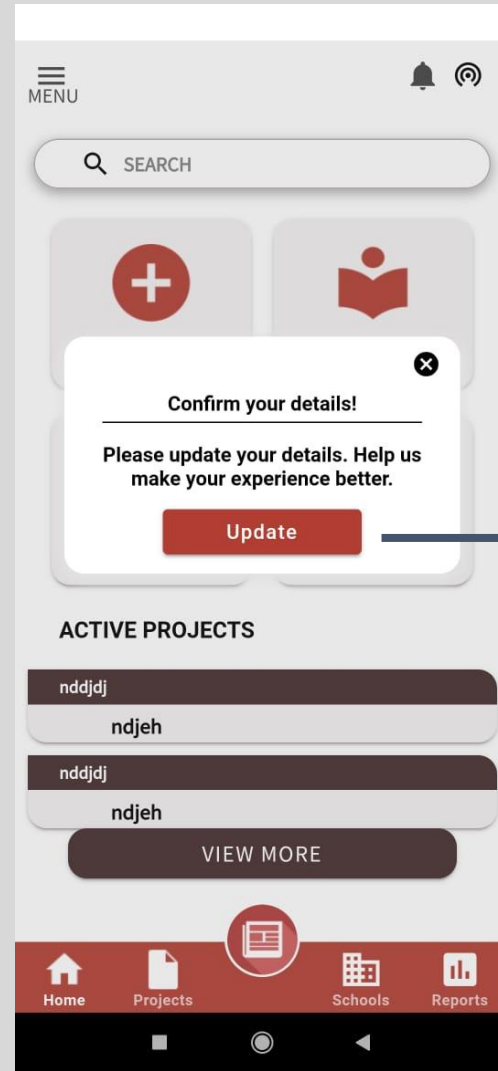 MENU
SEARCH
Confirm your details!
Please update your details. Help us
make your experience better.
Update
ACTIVE PROJECTS
nddjdj
ndjeh
nddjdj
ndjeh
VIEW MORE
Home Projects Schools Reports